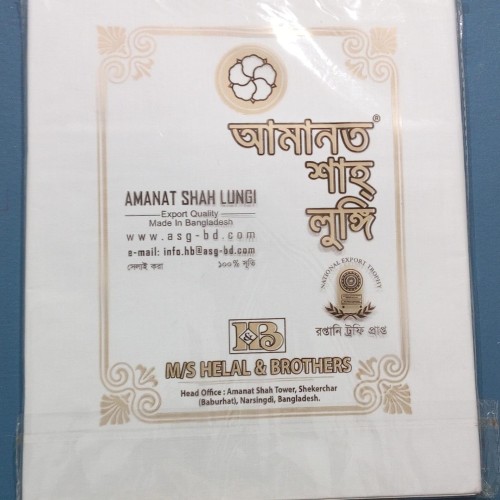 আমানত®
শাহ্
লুঙ্গি
AMANAT SHAH LUNGI
Export Quality
Made In Bangladesh
www.asg-bd.com
e-mail: info.hb@asg-bd.com
সেলাই করা ১০০% সুতি
NATIONAL EXPORT TROPHY
রপ্তানি ট্রফি প্রাপ্ত
H&B
M/S HELAL & BROTHERS
Head Office : Amanat Shah Tower, Shekerchar
(Baburhat), Narsingdi, Bangladesh.